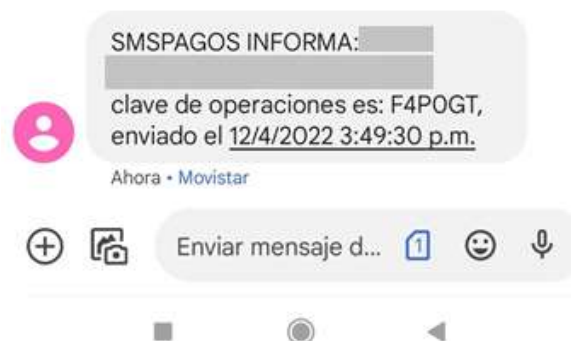 SMSPAGOS INFORMA:
clave de operaciones es: F4P0GT,
enviado el 12/4/2022 3:49:30 p.m.
Ahora • Movistar
Enviar mensaje d... 1